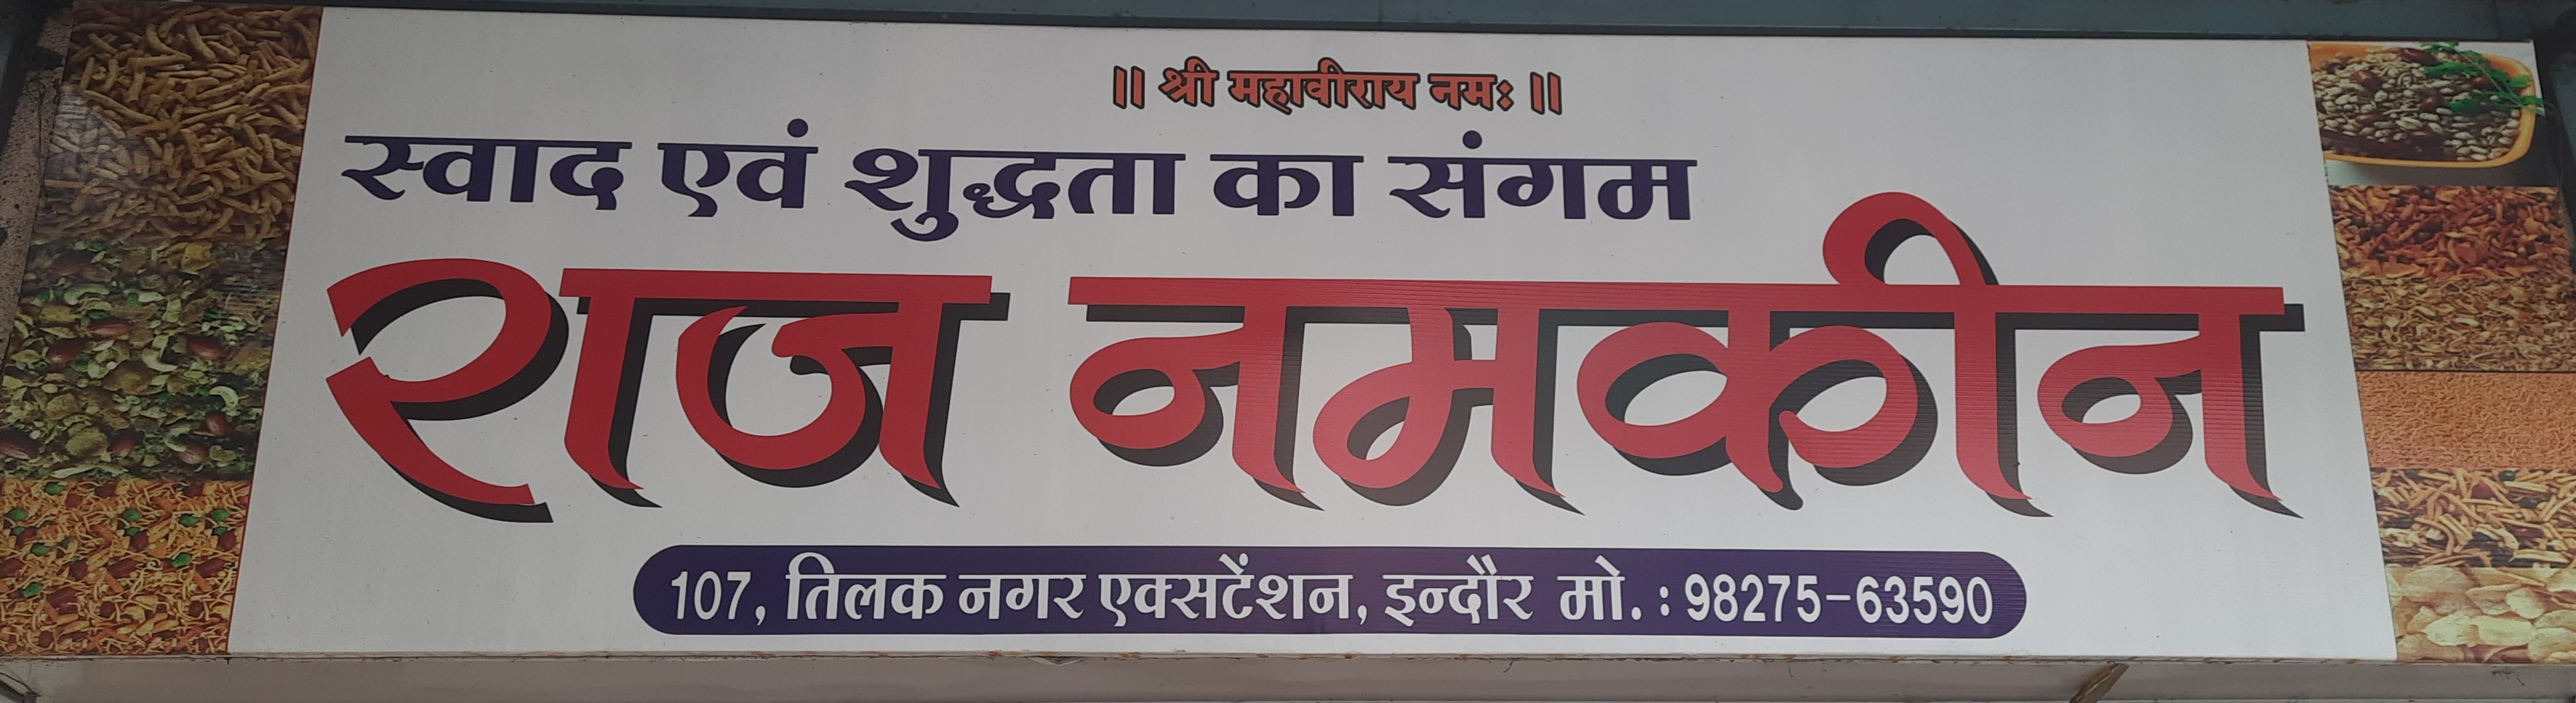 || श्री महावीराय नमः ||
स्वाद एवं शुद्धता का संगम
राज नमकीन
107, तिलक नगर एक्सटेंशन, इन्दौर मो. : 98275-63590